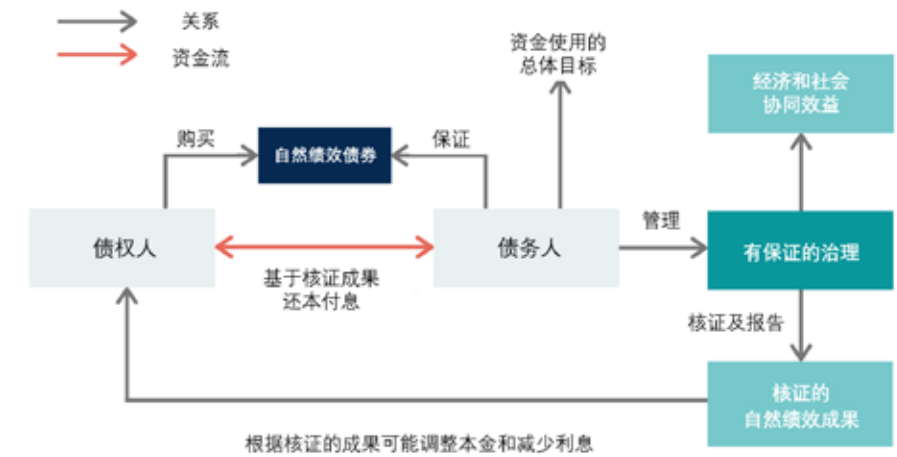 关系
资金流
资金使用的
总体目标
经济和社会
协同效益
购买
自然绩效债券
保证
债权人
债务人
管理
有保证的治理
基于核证成果
还本付息
核证及报告
核证的
自然绩效成果
根据核证的成果可能调整本金和减少利息